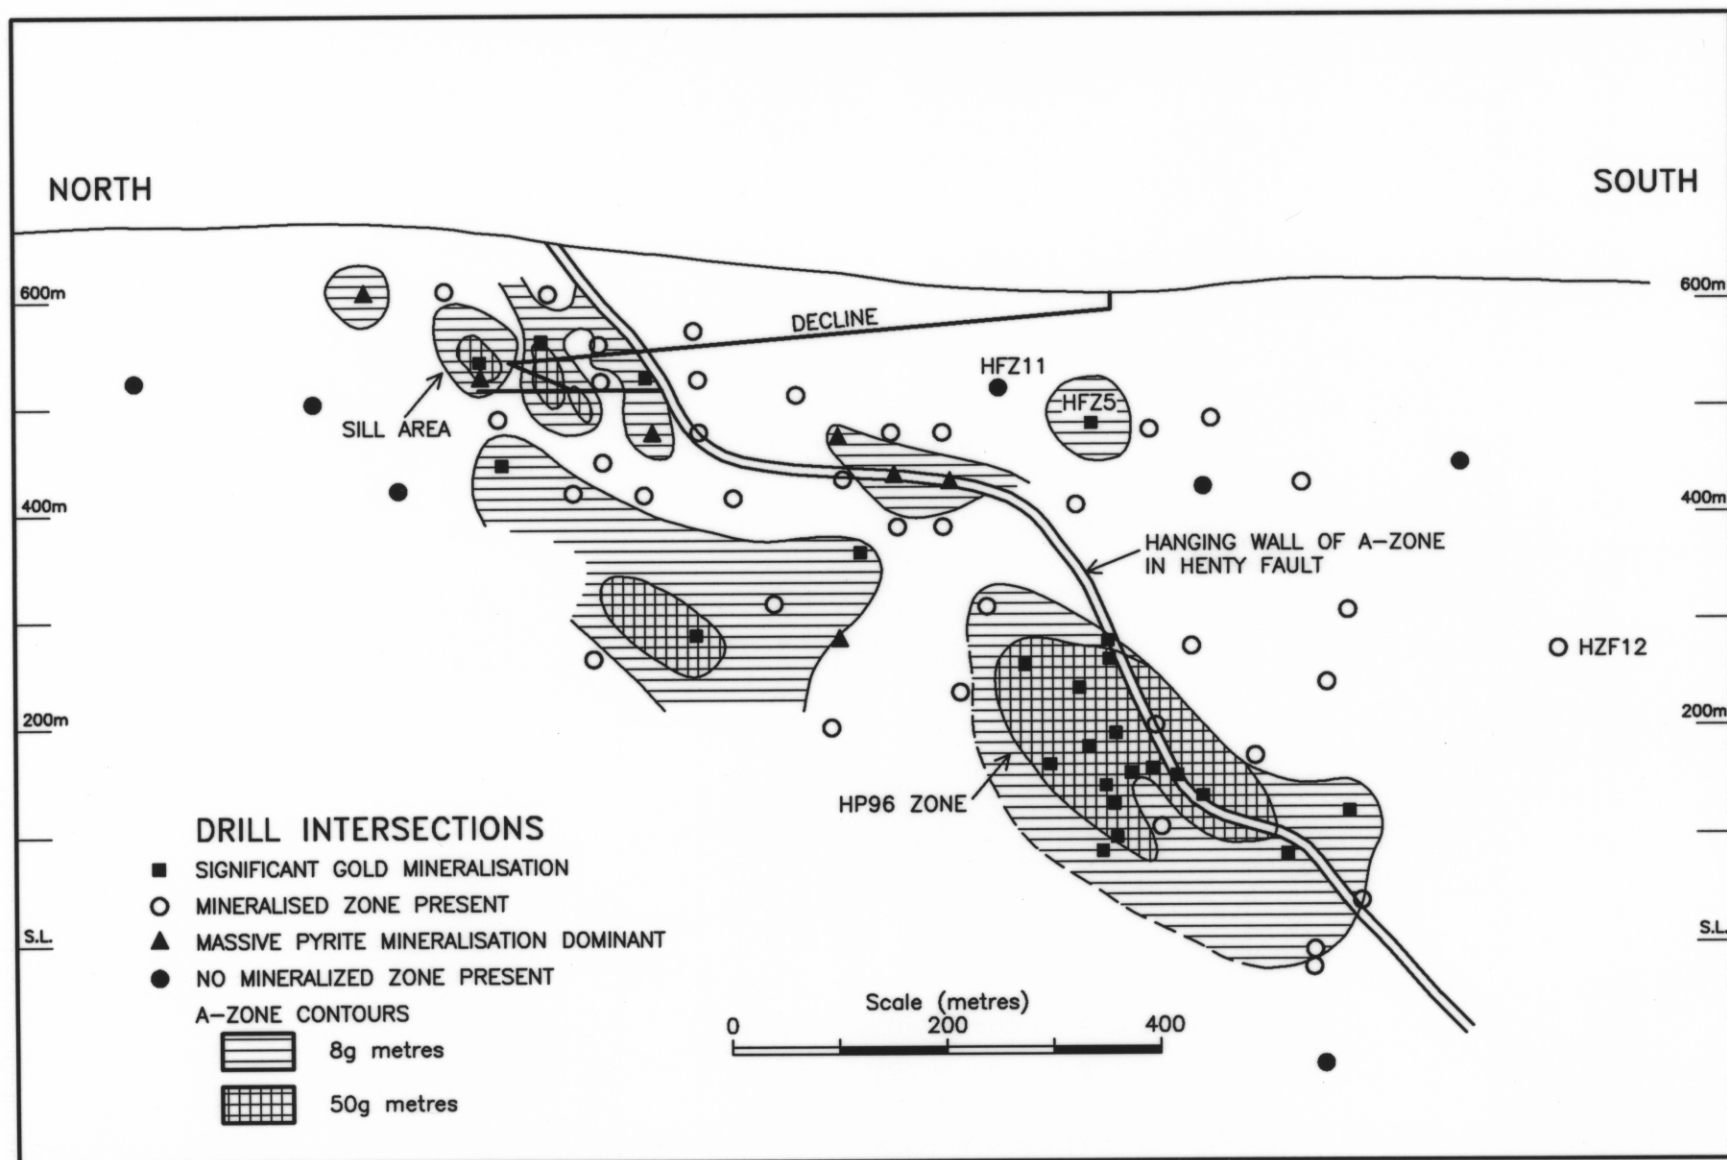 NORTH
SOUTH
600m
600m
DECLINE
HFZ11
HFZ5
SILL AREA
400m
400m
HANGING WALL OF A-ZONE
IN HENTY FAULT
HZF12
200m
200m
HP96 ZONE
DRILL INTERSECTIONS
SIGNIFICANT GOLD MINERALISATION
MINERALISED ZONE PRESENT
S.L.
S.L.
MASSIVE PYRITE MINERALISATION DOMINANT
NO MINERALIZED ZONE PRESENT
A-ZONE CONTOURS
8g metres
50g metres
Scale (metres)
0 200 400